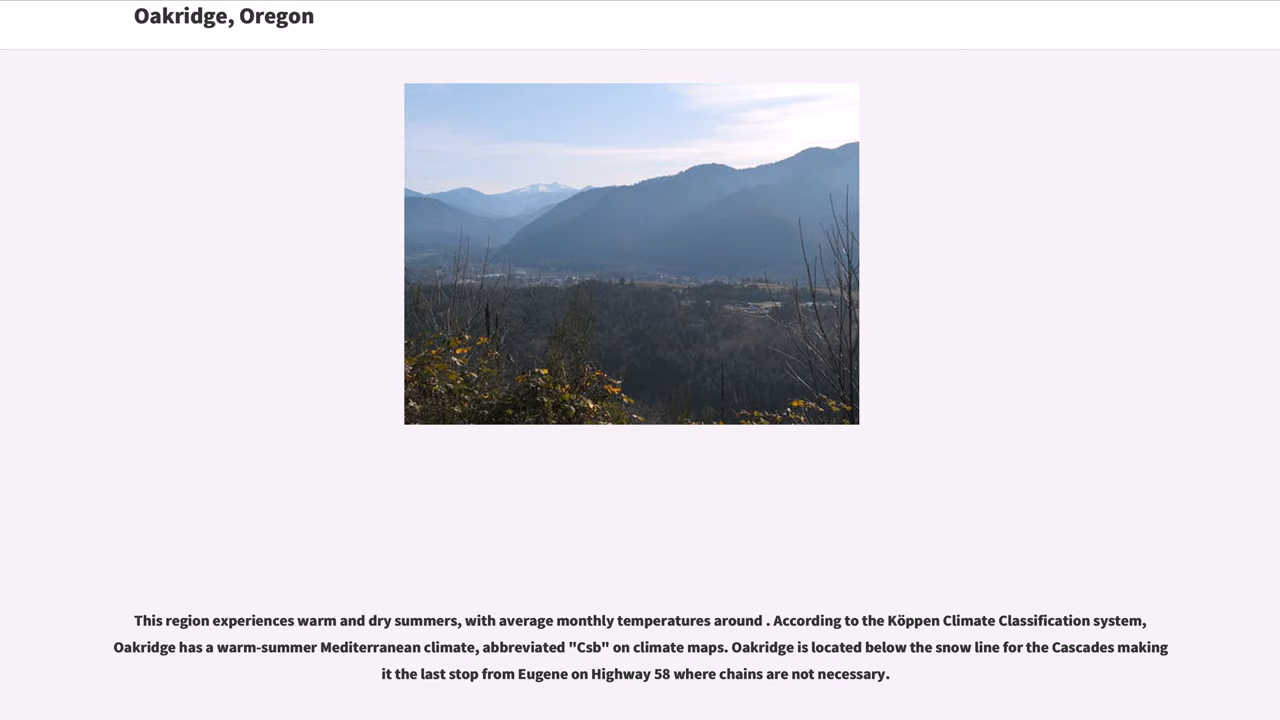 Oakridge, Oregon
This region experiences warm and dry summers, with average monthly temperatures around . According to the Köppen Climate Classification system,
Oakridge has a warm-summer Mediterranean climate, abbreviated "Csb" on climate maps. Oakridge is located below the snow line for the Cascades making
it the last stop from Eugene on Highway 58 where chains are not necessary.